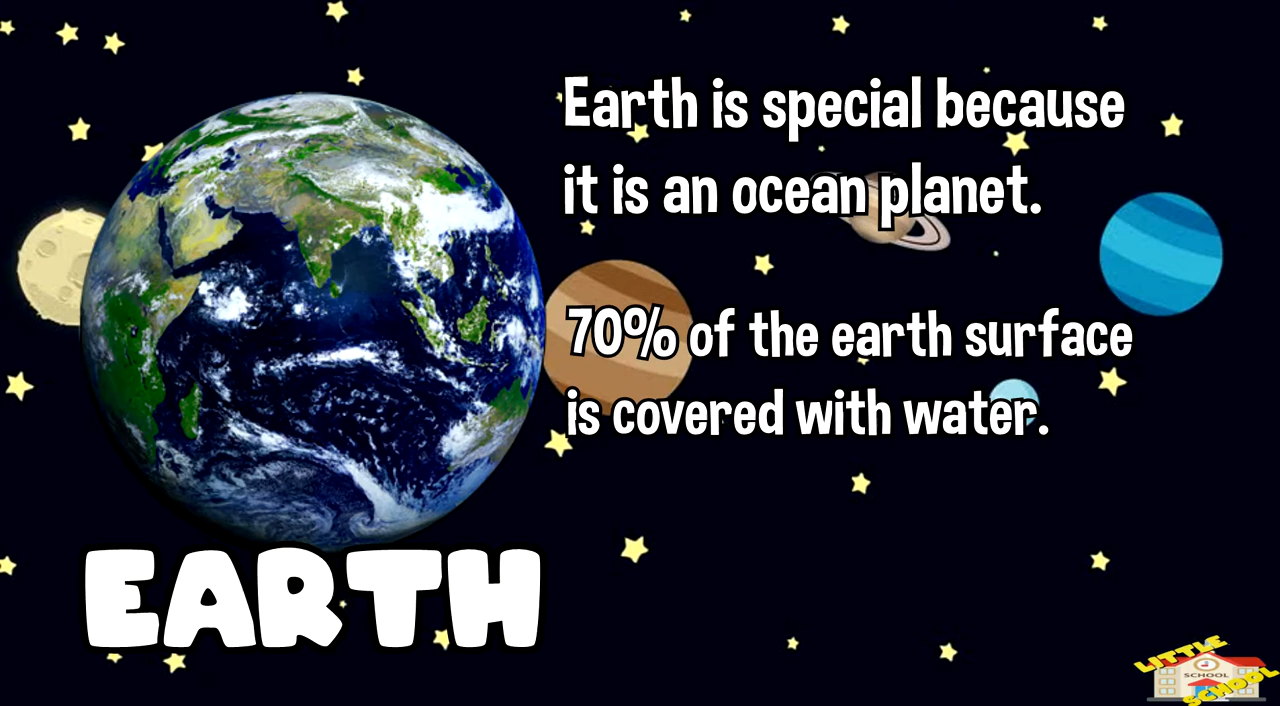 Earth is special because
it is an ocean planet.
70% of the earth surface
is covered with water.
EARTH
LITTLE
SCHOOL
SCHOOL